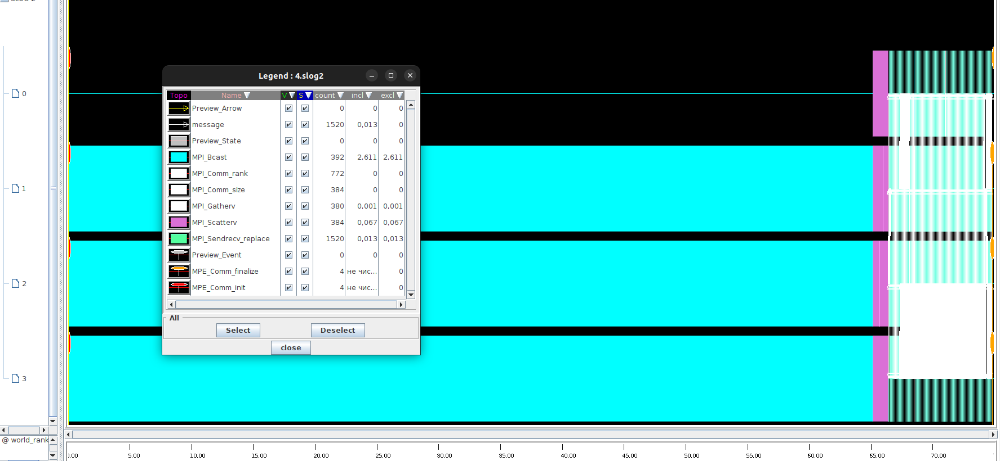 Legend : 4.slog2
Topo Name V S count incl excl
Preview_Arrow 0 0 0
message 1520 0,013 0
Preview_State 0 0 0
MPI_Bcast 392 2,611 2,611
MPI_Comm_rank 772 0 0
MPI_Comm_size 384 0 0
MPI_Gatherv 380 0,001 0,001
MPI_Scatterv 384 0,067 0,067
MPI_Sendrecv_replace 1520 0,013 0,013
Preview_Event 0 0 0
MPE_Comm_finalize 4 не чис... 0
MPE_Comm_init 4 не чис... 0
All
Select Deselect
close
0
1
2
3
@ world_rank
5,00 10,00 15,00 20,00 25,00 30,00 35,00 40,00 45,00 50,00 55,00 60,00 65,00 70,00